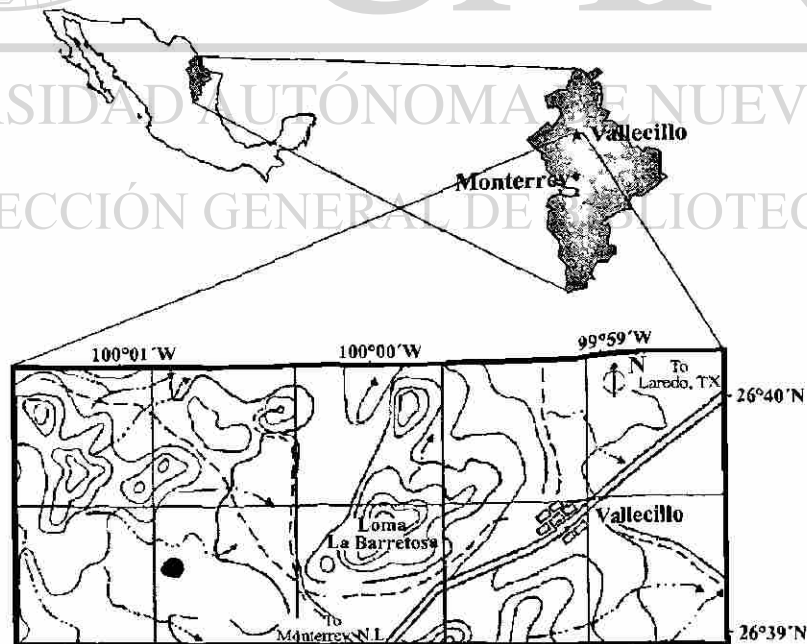 SIDAD AUTÓNOMA DE NUEV
Vallecillo
Monterrey
ECCIÓN GENERAL DE BIBLIOTEC
100°01´W
100°00´W
99°59´W
N
To
Laredo, TX
26°40´N
Loma
La Barretosa
Vallecillo
To
Monterrey, N.L.
26°39´N